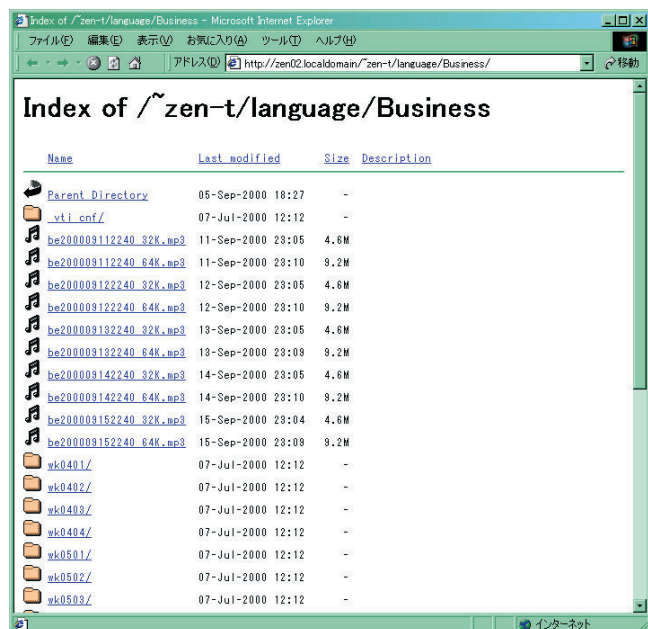 Index of /~zen-t/language/Business - Microsoft Internet Explorer
ファイル(F) 編集(E) 表示(V) お気に入り(A) ツール(T) ヘルプ(H)
アドレス(D) http://zen02.localdomain/~zen-t/language/Business/ 移動
Index of /~zen-t/language/Business
Name Last modified Size Description
Parent Directory 05-Sep-2000 18:27 -
_vti_cnf/ 07-Jul-2000 12:12 -
be200009112240_32K.mp3 11-Sep-2000 23:05 4.6M
be200009112240_64K.mp3 11-Sep-2000 23:10 9.2M
be200009122240_32K.mp3 12-Sep-2000 23:05 4.6M
be200009122240_64K.mp3 12-Sep-2000 23:10 9.2M
be200009132240_32K.mp3 13-Sep-2000 23:05 4.6M
be200009132240_64K.mp3 13-Sep-2000 23:09 9.2M
be200009142240_32K.mp3 14-Sep-2000 23:05 4.6M
be200009142240_64K.mp3 14-Sep-2000 23:10 9.2M
be200009152240_32K.mp3 15-Sep-2000 23:04 4.6M
be200009152240_64K.mp3 15-Sep-2000 23:09 9.2M
wk0401/ 07-Jul-2000 12:12 -
wk0402/ 07-Jul-2000 12:12 -
wk0403/ 07-Jul-2000 12:12 -
wk0404/ 07-Jul-2000 12:12 -
wk0501/ 07-Jul-2000 12:12 -
wk0502/ 07-Jul-2000 12:12 -
wk0503/ 07-Jul-2000 12:12 -
インターネット